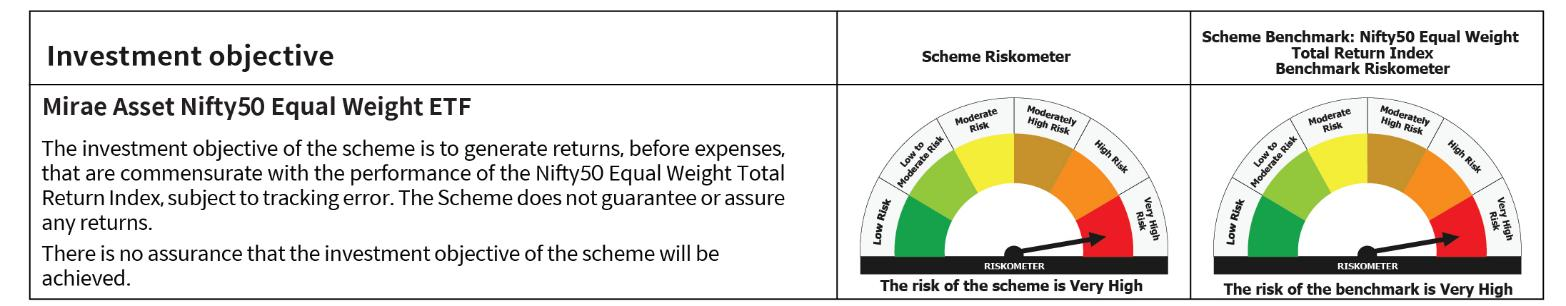 Investment objective
Scheme Riskometer
Scheme Benchmark: Nifty50 Equal Weight
Total Return Index
Benchmark Riskometer
Mirae Asset Nifty50 Equal Weight ETF
The investment objective of the scheme is to generate returns, before expenses,
that are commensurate with the performance of the Nifty50 Equal Weight Total
Return Index, subject to tracking error. The Scheme does not guarantee or assure
any returns.
There is no assurance that the investment objective of the scheme will be
achieved.
Low Risk
Low to
Moderate Risk
Moderate
Risk
Moderately
High Risk
High Risk
Very High
Risk
RISKOMETER
The risk of the scheme is Very High
Low Risk
Low to
Moderate Risk
Moderate
Risk
Moderately
High Risk
High Risk
Very High
Risk
RISKOMETER
The risk of the benchmark is Very High